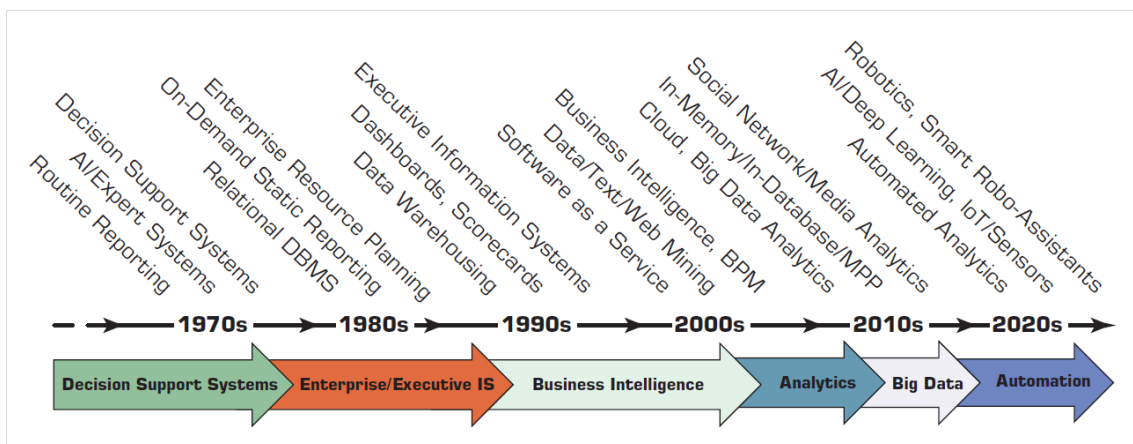 Routine Reporting
AI/Expert Systems
Decision Support Systems
Relational DBMS
On-Demand Static Reporting
Enterprise Resource Planning
Data Warehousing
Dashboards, Scorecards
Executive Information Systems
Software as a Service
Data/Text/Web Mining
Business Intelligence, BPM
Cloud, Big Data Analytics
In-Memory/In-Database/MPP
Social Network/Media Analytics
Automated Analytics
AI/Deep Learning, IoT/Sensors
Robotics, Smart Robo-Assistants
1970s 1980s 1990s 2000s 2010s 2020s
Decision Support Systems Enterprise/Executive IS Business Intelligence Analytics Big Data Automation